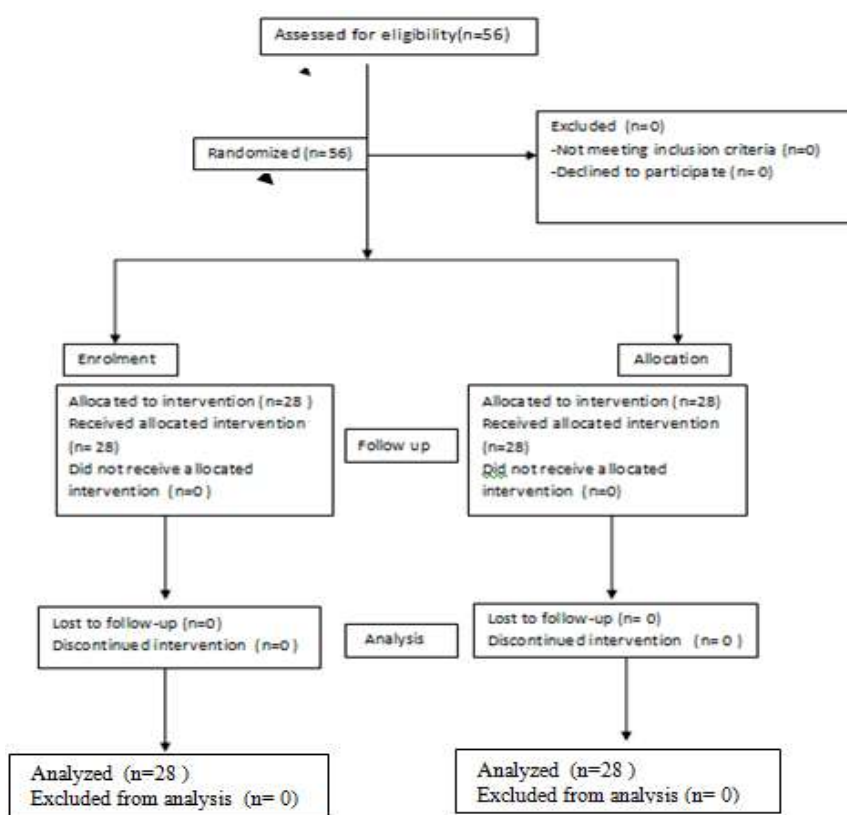 Assessed for eligibility(n=56)
Randomized (n=56)
Excluded (n=0)
-Not meeting inclusion criteria (n=0)
-Declined to participate (n= 0)
Enrolment
Allocation
Allocated to intervention (n=28 )
Received allocated intervention
(n= 28)
Did not receive allocated
intervention (n=0 )
Follow up
Allocated to intervention (n=28)
Received allocated intervention
(n=28)
Did not receive allocated
intervention (n=0)
Lost to follow-up (n=0)
Discontinued intervention (n=0 )
Analysis
Lost to follow-up (n= 0)
Discontinued intervention (n= 0 )
Analyzed (n=28 )
Excluded from analysis (n= 0)
Analyzed (n=28 )
Excluded from analysis (n= 0)